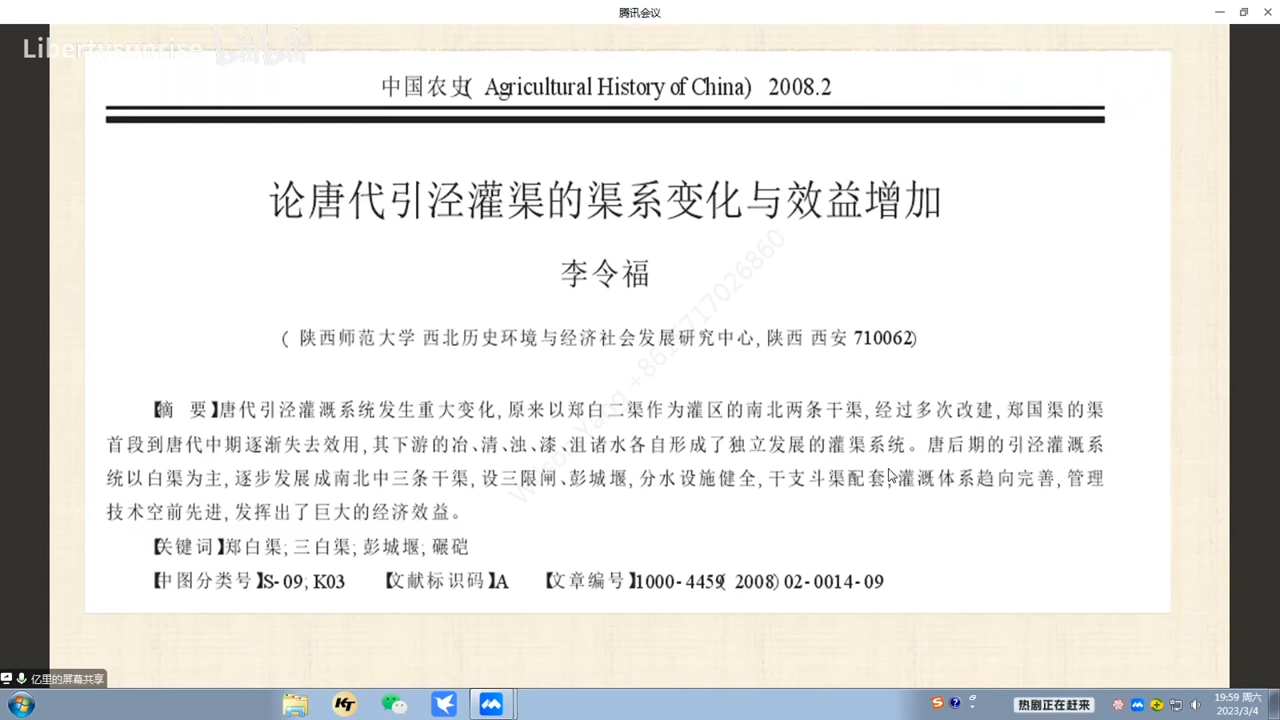 腾讯会议
Libertysunrise bilibili
中国农史( Agricultural History of China) 2008.2
论唐代引泾灌渠的渠系变化与效益增加
李令福
( 陕西师范大学 西北历史环境与经济社会发展研究中心, 陕西 西安 710062)
【摘 要】唐代引泾灌溉系统发生重大变化, 原来以郑白二渠作为灌区的南北两条干渠, 经过多次改建, 郑国渠的渠
首段到唐代中期逐渐失去效用, 其下游的冶、清、浊、漆、沮诸水各自形成了独立发展的灌渠系统。唐后期的引泾灌溉系
统以白渠为主, 逐步发展成南北中三条干渠, 设三限闸、彭城堰, 分水设施健全, 干支斗渠配套, 灌溉体系趋向完善, 管理
技术空前先进, 发挥出了巨大的经济效益。
【关键词】郑白渠; 三白渠; 彭城堰; 碾硙
【中图分类号】S- 09; K03 【文献标识码】A 【文章编号】1000- 4459( 2008) 02- 0014- 09
亿里的屏幕共享
KT
热剧正在赶来
19:59 周六
2023/3/4